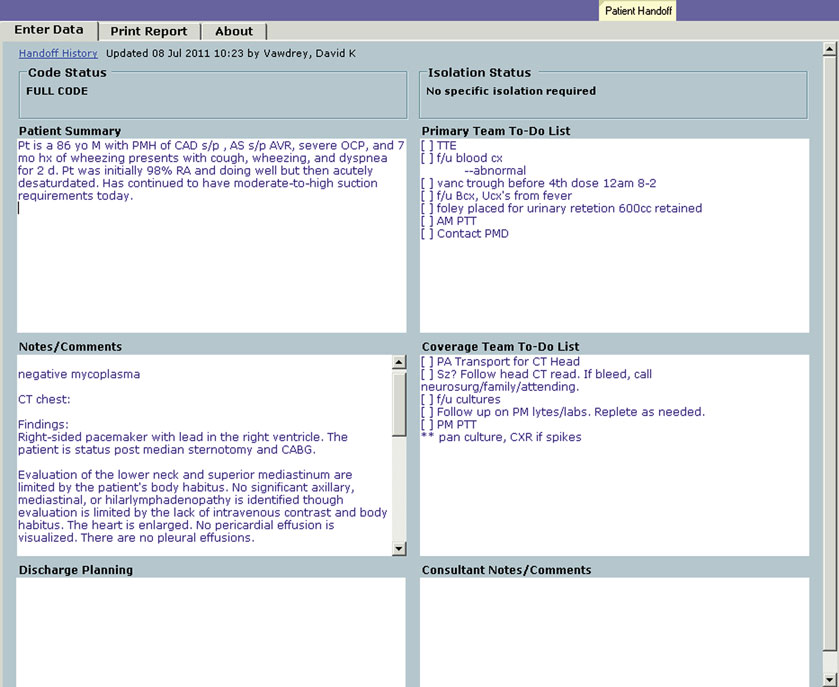 Patient Handoff
Enter Data
Print Report
About
Handoff History Updated 08 Jul 2011 10:23 by Vawdrey, David K
Code Status
FULL CODE
Isolation Status
No specific isolation required
Patient Summary
Pt is a 86 yo M with PMH of CAD s/p , AS s/p AVR, severe OCP, and 7
mo hx of wheezing presents with cough, wheezing, and dyspnea
for 2 d. Pt was initially 98% RA and doing well but then acutely
desaturdated. Has continued to have moderate-to-high suction
requirements today.
Primary Team To-Do List
[ ] TTE
[ ] f/u blood cx
--abnormal
[ ] vanc trough before 4th dose 12am 8-2
[ ] f/u Bcx, Ucx's from fever
[ ] foley placed for urinary retetion 600cc retained
[ ] AM PTT
[ ] Contact PMD
Notes/Comments
negative mycoplasma
CT chest:
Findings:
Right-sided pacemaker with lead in the right ventricle. The
patient is status post median sternotomy and CABG.
Evaluation of the lower neck and superior mediastinum are
limited by the patient's body habitus. No significant axillary,
mediastinal, or hilarlymphadenopathy is identified though
evaluation is limited by the lack of intravenous contrast and body
habitus. The heart is enlarged. No pericardial effusion is
visualized. There are no pleural effusions.
Coverage Team To-Do List
[ ] PA Transport for CT Head
[ ] Sz? Follow head CT read. If bleed, call
neurosurg/family/attending.
[ ] f/u cultures
[ ] Follow up on PM lytes/labs. Replete as needed.
[ ] PM PTT
** pan culture, CXR if spikes
Discharge Planning
Consultant Notes/Comments